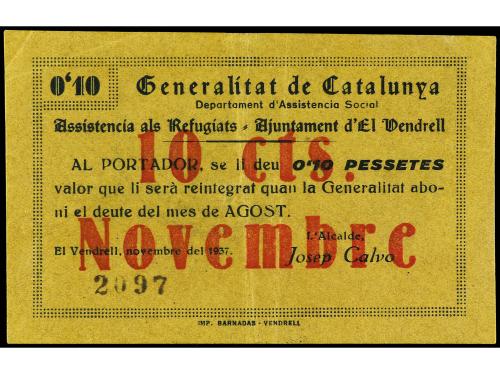 0'10
Generalitat de Catalunya
Departament d'Assistencia Social
Assistencia als Refugiats - Ajuntament d'El Vendrell
10 cts.
AL PORTADOR, se li deu 0'10 PESSETES
valor que li serà reintegrat quan la Generalitat abo-
ni el deute del mes de AGOST.
Novembre
L'Alcalde,
El Vendrell, novembre del 1937.
Josep Calvo
2097
IMP. BARNADAS - VENDRELL